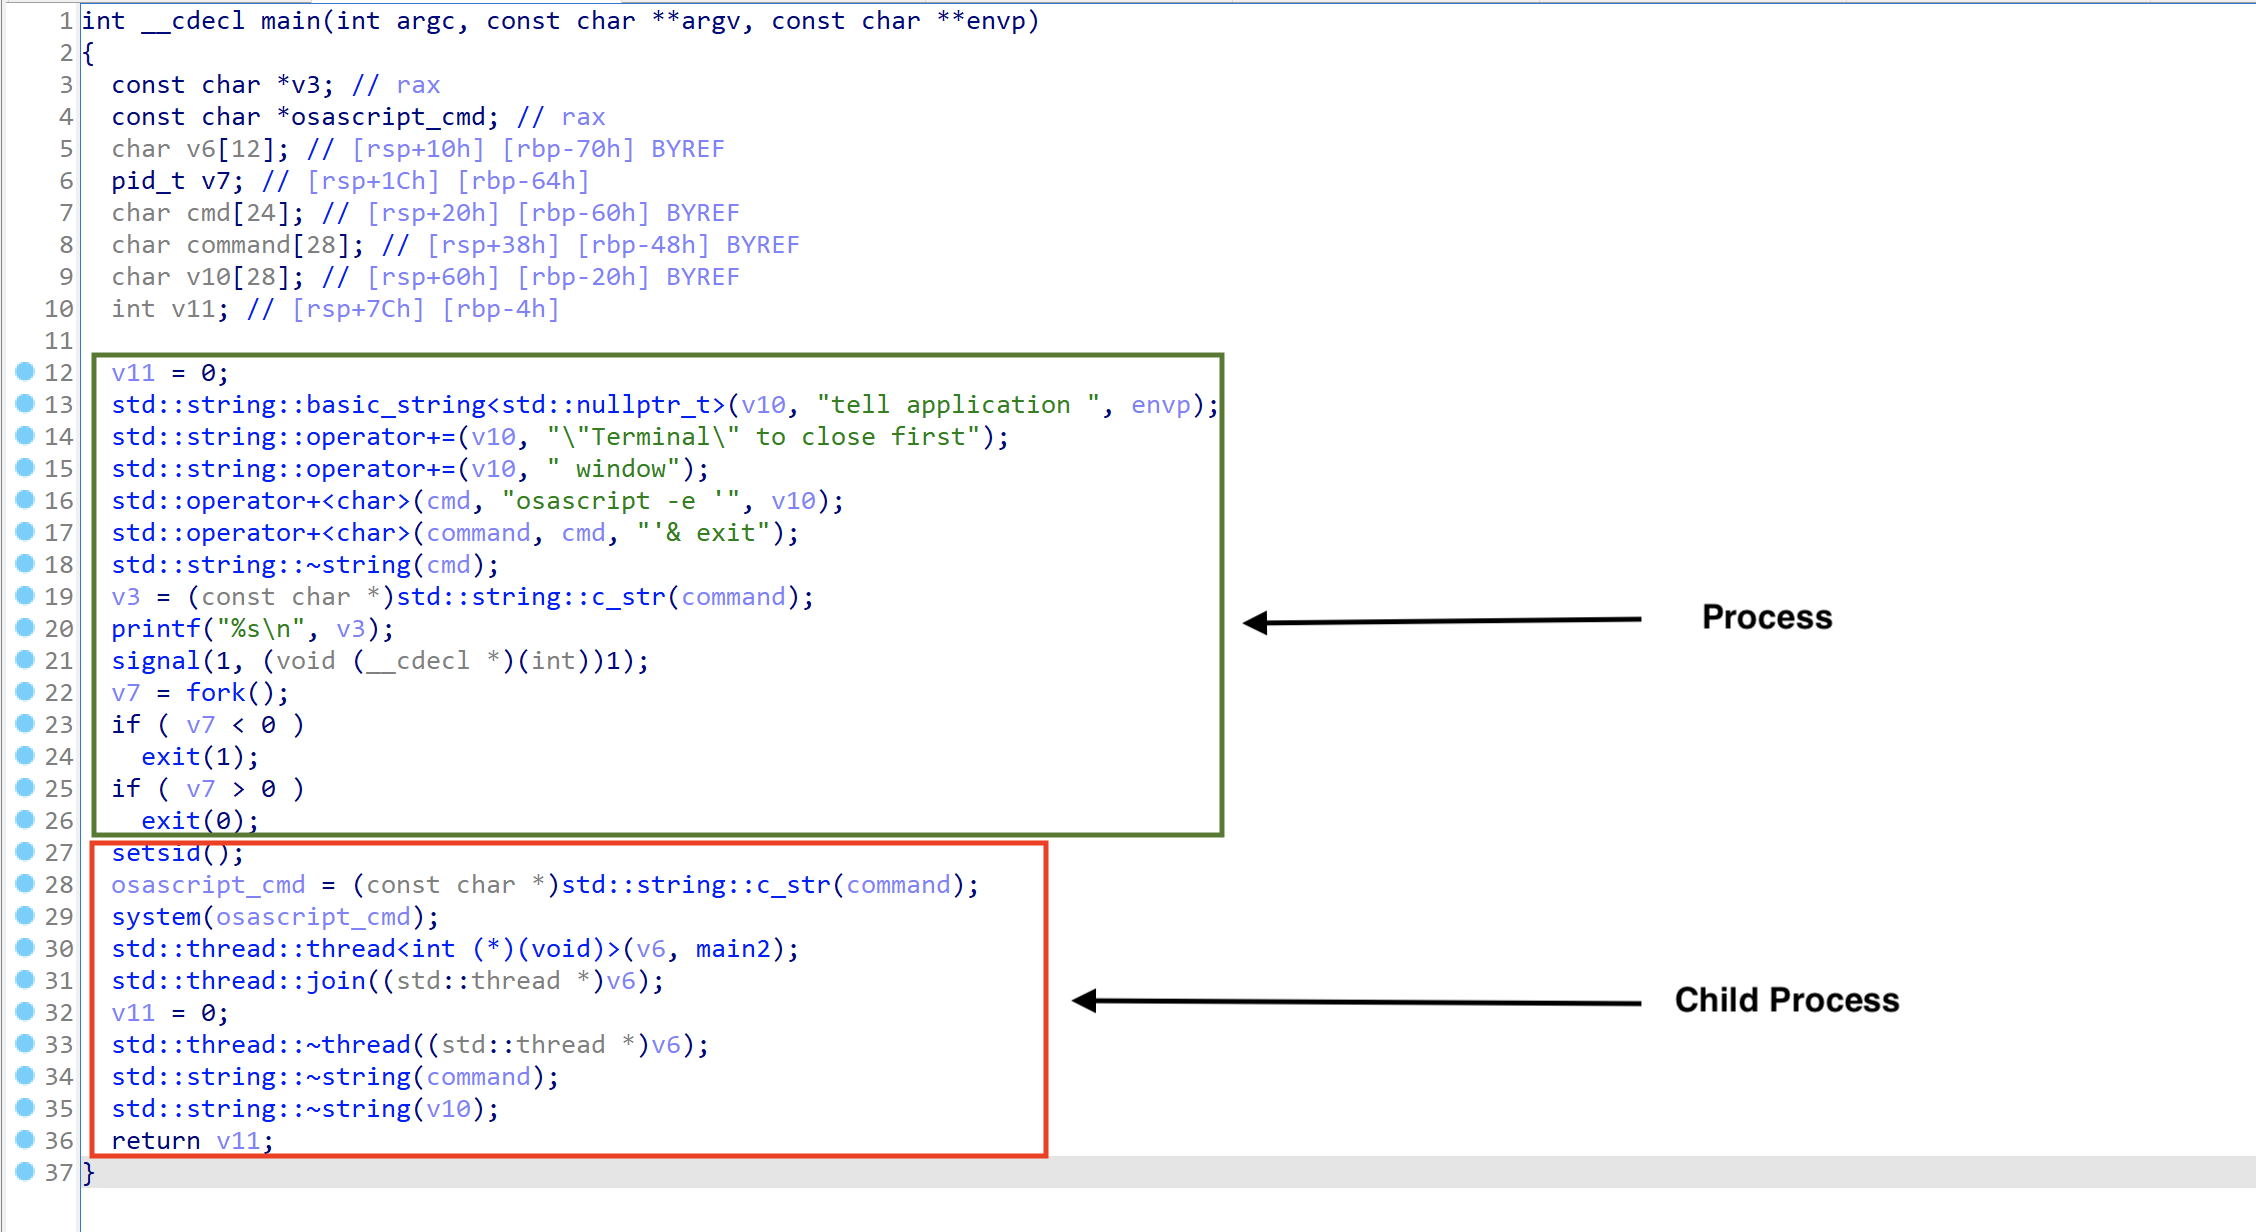 1 int __cdecl main(int argc, const char **argv, const char **envp)
2 {
3   const char *v3; // rax
4   const char *osascript_cmd; // rax
5   char v6[12]; // [rsp+10h] [rbp-70h] BYREF
6   pid_t v7; // [rsp+1Ch] [rbp-64h]
7   char cmd[24]; // [rsp+20h] [rbp-60h] BYREF
8   char command[28]; // [rsp+38h] [rbp-48h] BYREF
9   char v10[28]; // [rsp+60h] [rbp-20h] BYREF
10   int v11; // [rsp+7Ch] [rbp-4h]
11
12   v11 = 0;
13   std::string::basic_string<std::nullptr_t>(v10, "tell application ", envp);
14   std::string::operator+=(v10, "\"Terminal\" to close first");
15   std::string::operator+=(v10, " window");
16   std::operator+<char>(cmd, "osascript -e '", v10);
17   std::operator+<char>(command, cmd, "'& exit");
18   std::string::~string(cmd);
19   v3 = (const char *)std::string::c_str(command);
20   printf("%s\n", v3);
21   signal(1, (void (__cdecl *)(int))1);
22   v7 = fork();
23   if ( v7 < 0 )
24     exit(1);
25   if ( v7 > 0 )
26     exit(0);
27   setsid();
28   osascript_cmd = (const char *)std::string::c_str(command);
29   system(osascript_cmd);
30   std::thread::thread<int (*)(void)>(v6, main2);
31   std::thread::join((std::thread *)v6);
32   v11 = 0;
33   std::thread::~thread((std::thread *)v6);
34   std::string::~string(command);
35   std::string::~string(v10);
36   return v11;
37 }
Process
Child Process